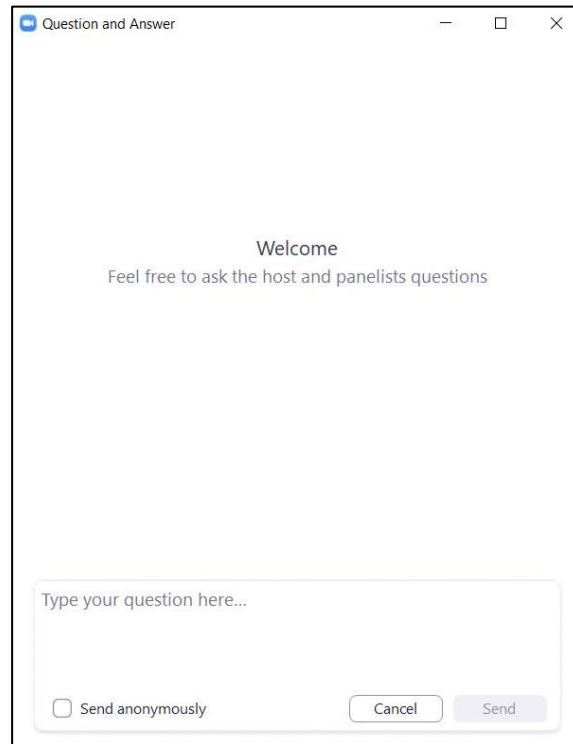 Question and Answer
Welcome
Feel free to ask the host and panelists questions
Type your question here...
Send anonymously
Cancel
Send